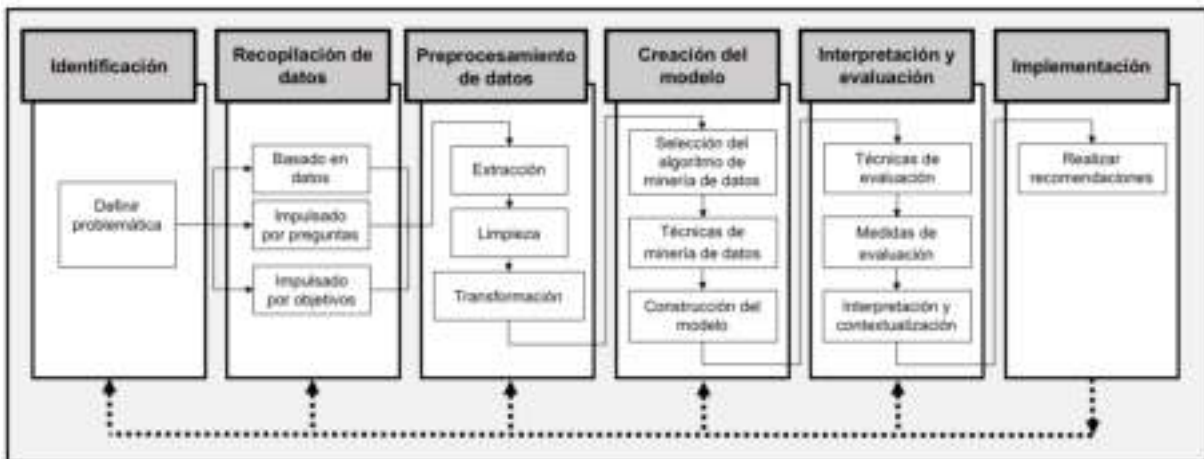 Identificación
Definir
problemática
Recopilación de
datos
Basado en
datos
Impulsado
por preguntas
Impulsado
por objetivos
Preprocesamiento
de datos
Extracción
Limpieza
Transformación
Creación del
modelo
Selección del
algoritmo de
minería de datos
Técnicas de
minería de datos
Construcción del
modelo
Interpretación y
evaluación
Técnicas de
evaluación
Medidas de
evaluación
Interpretación y
contextualización
Implementación
Realizar
recomendaciones